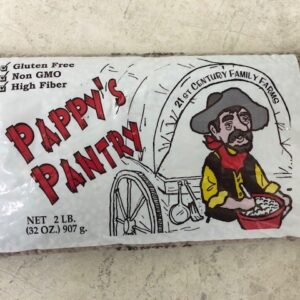 Gluten Free
Non GMO
High Fiber
21st Century Family Farms
Pappy's
Pantry
NET 2 LB.
(32 OZ.) 907 g.